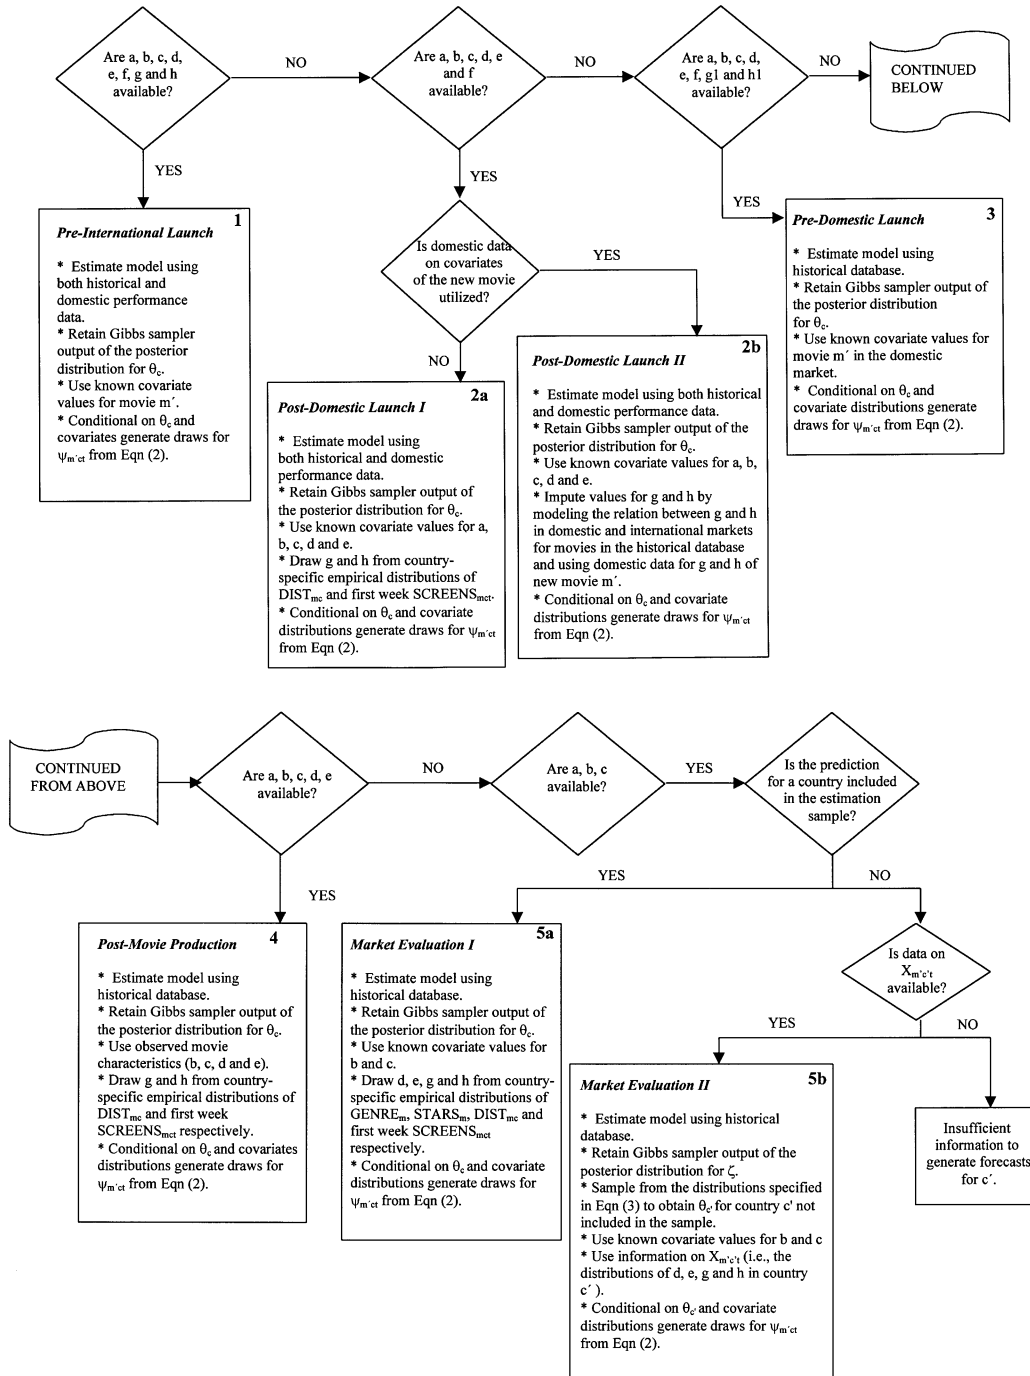 Are a, b, c, d,
e, f, g and h
available?
NO
Are a, b, c, d, e
and f
available?
NO
Are a, b, c, d,
e, f, g1 and h1
available?
NO
CONTINUED
BELOW
YES
YES
YES
1
Pre-International Launch
* Estimate model using
both historical and
domestic performance
data.
* Retain Gibbs sampler
output of the posterior
distribution for θc.
* Use known covariate
values for movie m´.
* Conditional on θc and
covariates generate draws for
ψm´ct from Eqn (2).
Is domestic data
on covariates
of the new movie
utilized?
YES
NO
2a
Post-Domestic Launch I
* Estimate model using
both historical and domestic
performance data.
* Retain Gibbs sampler output of
the posterior distribution for θc.
* Use known covariate values for a,
b, c, d and e.
* Draw g and h from country-
specific empirical distributions of
DISTmc and first week SCREENSmct.
* Conditional on θc and covariate
distributions generate draws for ψm´ct
from Eqn (2).
2b
Post-Domestic Launch II
* Estimate model using both historical
and domestic performance data.
* Retain Gibbs sampler output of the
posterior distribution for θc.
* Use known covariate values for a, b,
c, d and e.
* Impute values for g and h by
modeling the relation between g and h
in domestic and international markets
for movies in the historical database
and using domestic data for g and h of
new movie m´.
* Conditional on θc and covariate
distributions generate draws for ψm´ct
from Eqn (2).
3
Pre-Domestic Launch
* Estimate model using
historical database.
* Retain Gibbs sampler output of
the posterior distribution
for θc.
* Use known covariate values for
movie m´ in the domestic
market.
* Conditional on θc and
covariate distributions generate
draws for ψm´ct from Eqn (2).
CONTINUED
FROM ABOVE
Are a, b, c, d, e
available?
NO
Are a, b, c
available?
YES
Is the prediction
for a country included
in the estimation
sample?
YES
YES
NO
4
Post-Movie Production
* Estimate model using
historical database.
* Retain Gibbs sampler output of
the posterior distribution for θc.
* Use observed movie
characteristics (b, c, d and e).
* Draw g and h from country-
specific empirical distributions of
DISTmc and first week
SCREENSmct respectively.
* Conditional on θc and covariates
distributions generate draws for
ψm´ct from Eqn (2).
5a
Market Evaluation I
* Estimate model using
historical database.
* Retain Gibbs sampler output of
the posterior distribution for θc.
* Use known covariate values for
b and c.
* Draw d, e, g and h from country-
specific empirical distributions of
GENREm, STARSm, DISTmc and
first week SCREENSmct
respectively.
* Conditional on θc and covariate
distributions generate draws for
ψm´ct from Eqn (2).
Is data on
Xm'c't
available?
YES
NO
5b
Market Evaluation II
* Estimate model using historical
database.
* Retain Gibbs sampler output of the
posterior distribution for ζ.
* Sample from the distributions specified
in Eqn (3) to obtain θc' for country c' not
included in the sample.
* Use known covariate values for b and c
* Use information on Xm'c't (i.e., the
distributions of d, e, g and h in country
c´ ).
* Conditional on θc' and covariate
distributions generate draws for ψm´ct
from Eqn (2).
Insufficient
information to
generate forecasts
for c´.